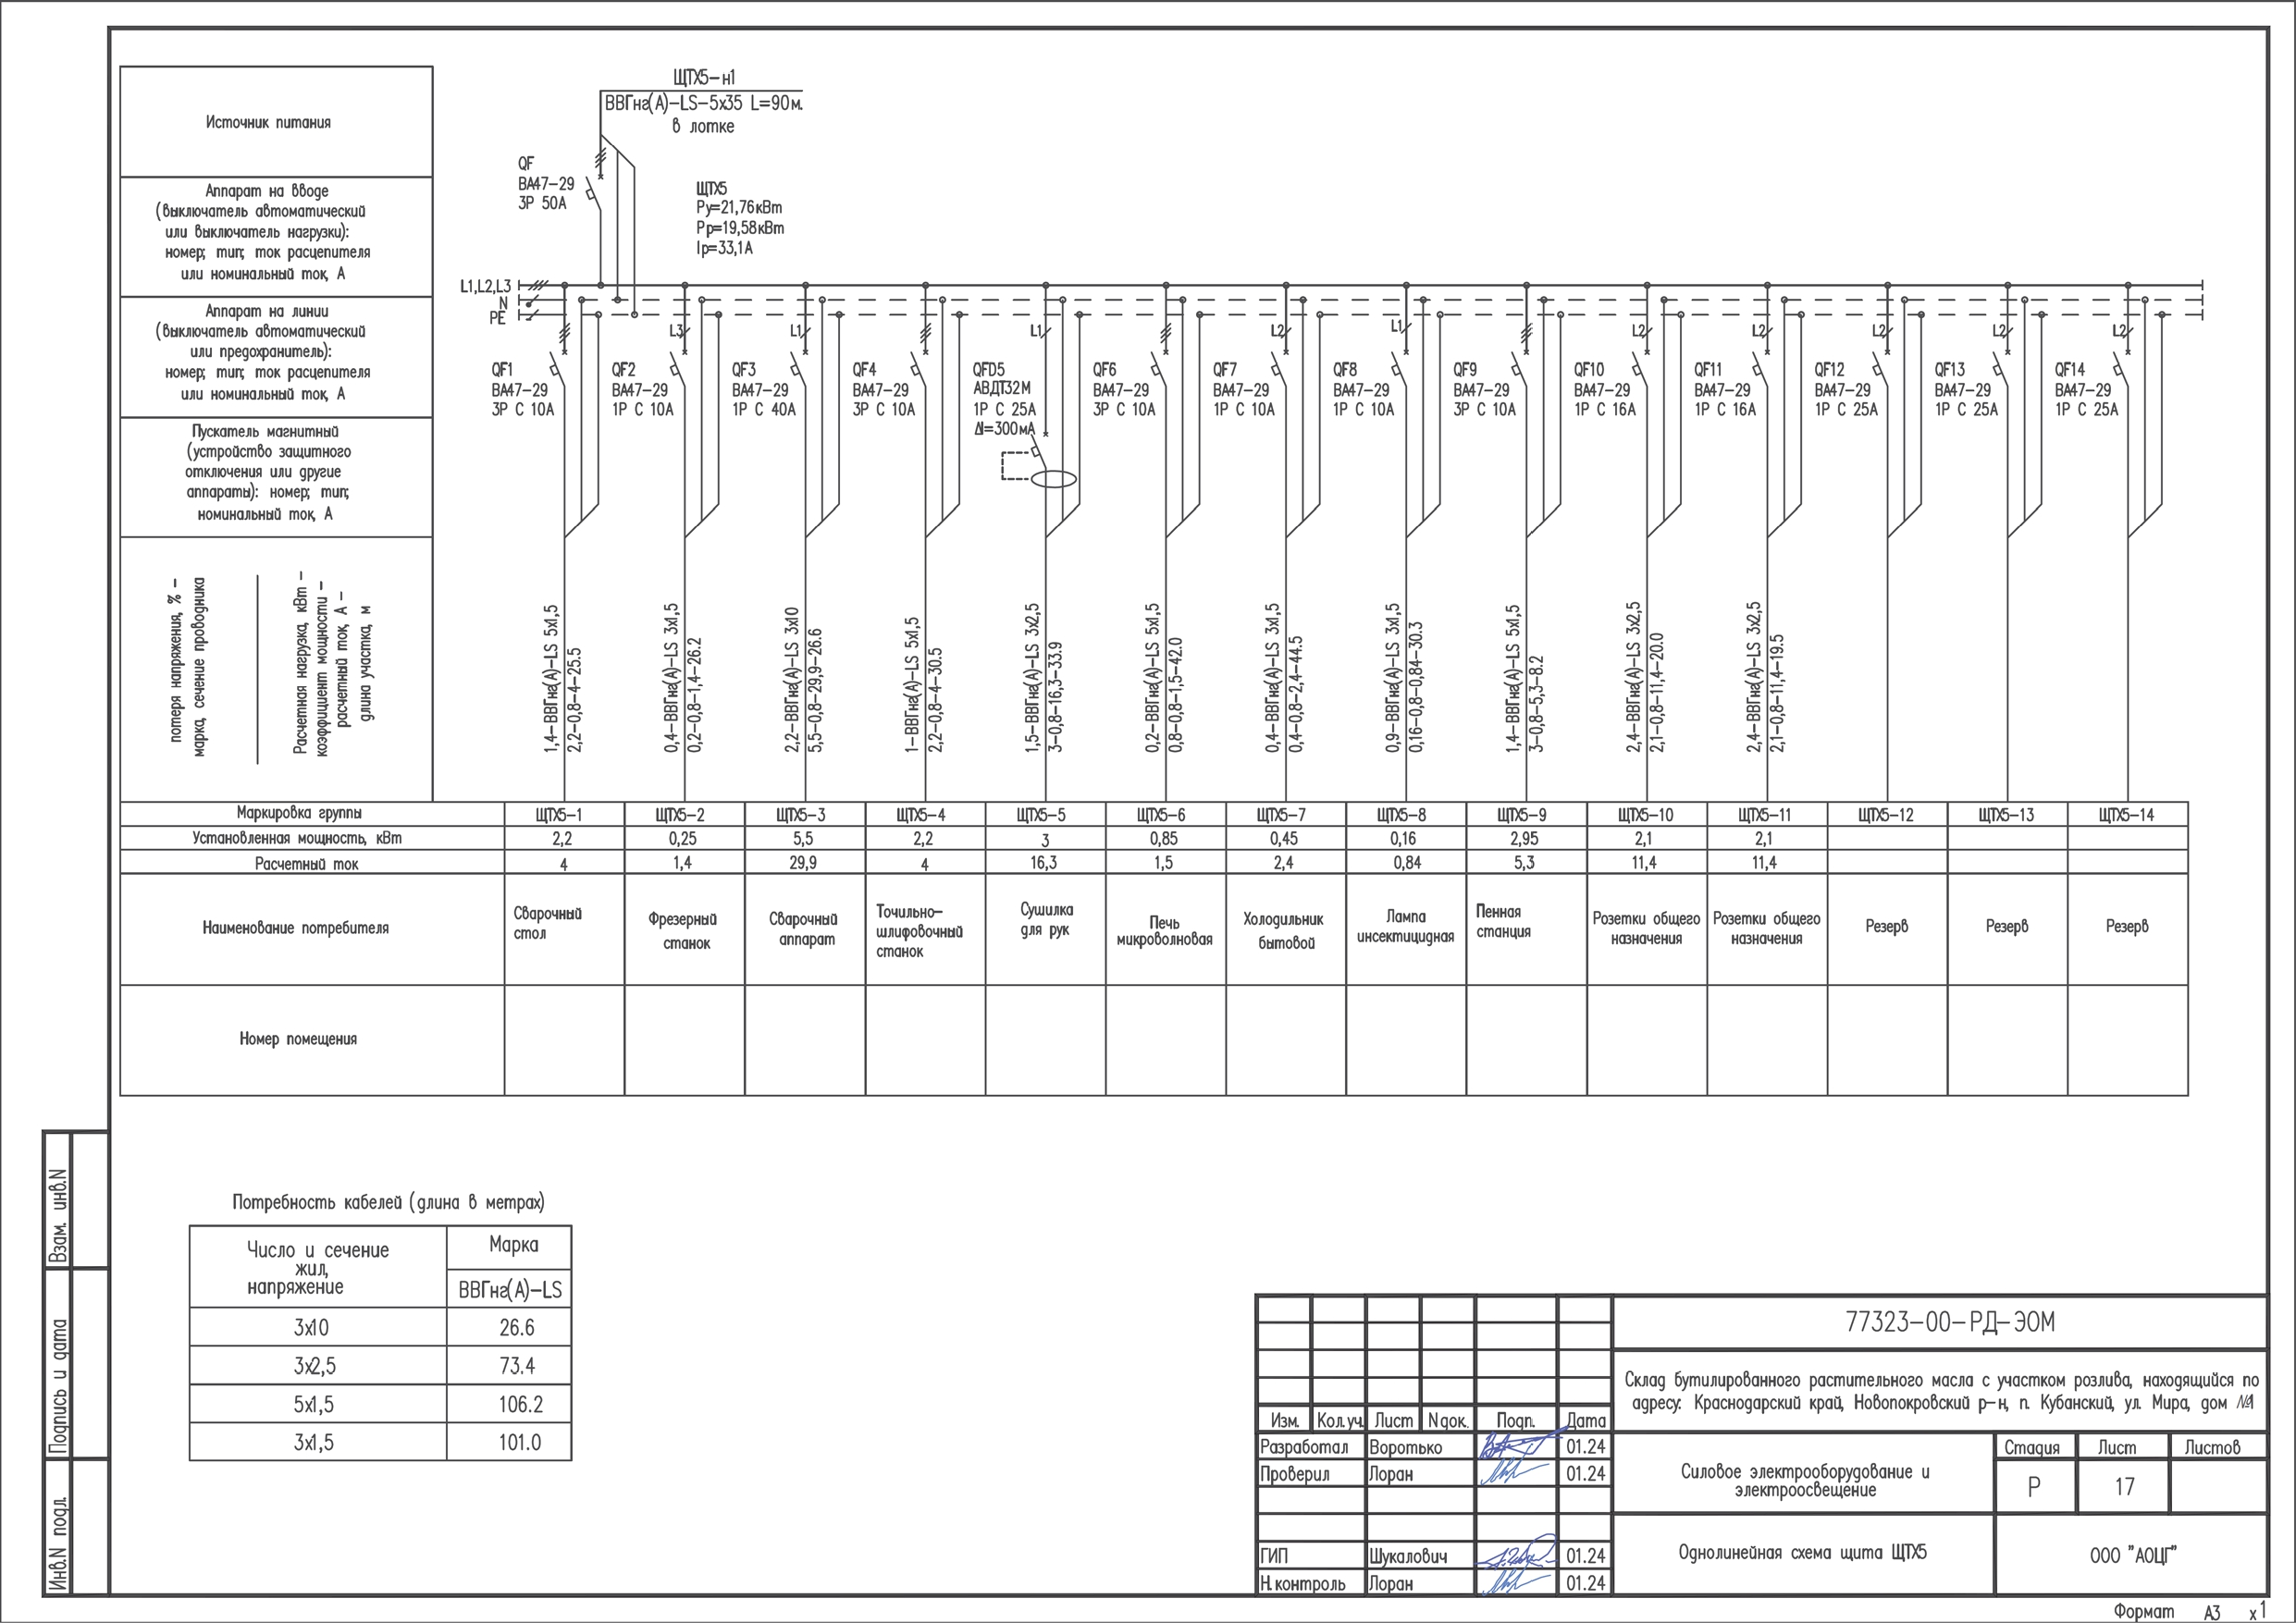 ЩТХ5-н1
ВВГнг(А)-LS-5х35 L=90м.
в лотке
Источник питания
QF
ВА47-29
3Р 50А
ЩТХ5
Ру=21,76кВт
Рр=19,58кВт
Iр=33,1А
Аппарат на вводе
(выключатель автоматический
или выключатель нагрузки):
номер; тип; ток расцепителя
или номинальный ток, А
L1,L2,L3
N
PE
Аппарат на линии
(выключатель автоматический
или предохранитель):
номер; тип; ток расцепителя
или номинальный ток, А
L3 L1 L1 L2 L1 L2 L2 L2 L2 L2
QF1 QF2 QF3 QF4 QFD5 QF6 QF7 QF8 QF9 QF10 QF11 QF12 QF13 QF14
ВА47-29 ВА47-29 ВА47-29 ВА47-29 АВДТ32М ВА47-29 ВА47-29 ВА47-29 ВА47-29 ВА47-29 ВА47-29 ВА47-29 ВА47-29 ВА47-29
3Р С 10А 1Р С 10А 1Р С 40А 3Р С 10А 1Р С 25А 3Р С 10А 1Р С 10А 1Р С 10А 3Р С 10А 1Р С 16А 1Р С 16А 1Р С 25А 1Р С 25А 1Р С 25А
ΔI=300мА
Пускатель магнитный
(устройство защитного
отключения или другие
аппараты): номер; тип;
номинальный ток, А
потеря напряжения, % -
марка, сечение проводника
Расчетная нагрузка, кВт -
коэффициент мощности -
расчетный ток, А -
длина участка, м
1,4-ВВГнг(А)-LS 5х1,5
2,2-0,8-4-25.5
0,4-ВВГнг(А)-LS 3х1,5
0,2-0,8-1,4-26.2
2,2-ВВГнг(А)-LS 3х10
5,5-0,8-29,9-26.6
1-ВВГнг(А)-LS 5х1,5
2,2-0,8-4-30.5
1,5-ВВГнг(А)-LS 3х2,5
3-0,8-16,3-33.9
0,2-ВВГнг(А)-LS 5х1,5
0,8-0,8-1,5-42.0
0,4-ВВГнг(А)-LS 3х1,5
0,4-0,8-2,4-44.5
0,9-ВВГнг(А)-LS 3х1,5
0,16-0,8-0,84-30.3
1,4-ВВГнг(А)-LS 5х1,5
3-0,8-5,3-8.2
2,4-ВВГнг(А)-LS 3х2,5
2,1-0,8-11,4-20.0
2,4-ВВГнг(А)-LS 3х2,5
2,1-0,8-11,4-19.5
Маркировка группы ЩТХ5-1 ЩТХ5-2 ЩТХ5-3 ЩТХ5-4 ЩТХ5-5 ЩТХ5-6 ЩТХ5-7 ЩТХ5-8 ЩТХ5-9 ЩТХ5-10 ЩТХ5-11 ЩТХ5-12 ЩТХ5-13 ЩТХ5-14
Установленная мощность, кВт 2,2 0,25 5,5 2,2 3 0,85 0,45 0,16 2,95 2,1 2,1
Расчетный ток 4 1,4 29,9 4 16,3 1,5 2,4 0,84 5,3 11,4 11,4
Наименование потребителя
Сварочный
стол
Фрезерный
станок
Сварочный
аппарат
Точильно-
шлифовочный
станок
Сушилка
для рук
Печь
микроволновая
Холодильник
бытовой
Лампа
инсектицидная
Пенная
станция
Розетки общего
назначения
Розетки общего
назначения
Резерв
Резерв
Резерв
Номер помещения
Взам. инв.N
Подпись и дата
Инв.N подл.
Потребность кабелей (длина в метрах)
Число и сечение
жил,
напряжение
Марка
ВВГнг(А)-LS
3х10 26.6
3х2,5 73.4
5х1,5 106.2
3х1,5 101.0
77323-00-РД-ЭОМ
Склад бутилированного растительного масла с участком розлива, находящийся по
адресу: Краснодарский край, Новопокровский р-н, п. Кубанский, ул. Мира, дом №1
Изм. Кол.уч. Лист Nдок. Подп. Дата
Разработал Воротько 01.24
Проверил Лоран 01.24
ГИП Шукалович 01.24
Н.контроль Лоран 01.24
Силовое электрооборудование и
электроосвещение
Стадия Лист Листов
Р 17
Однолинейная схема щита ЩТХ5
ООО "АОЦГ"
Формат А3 х1